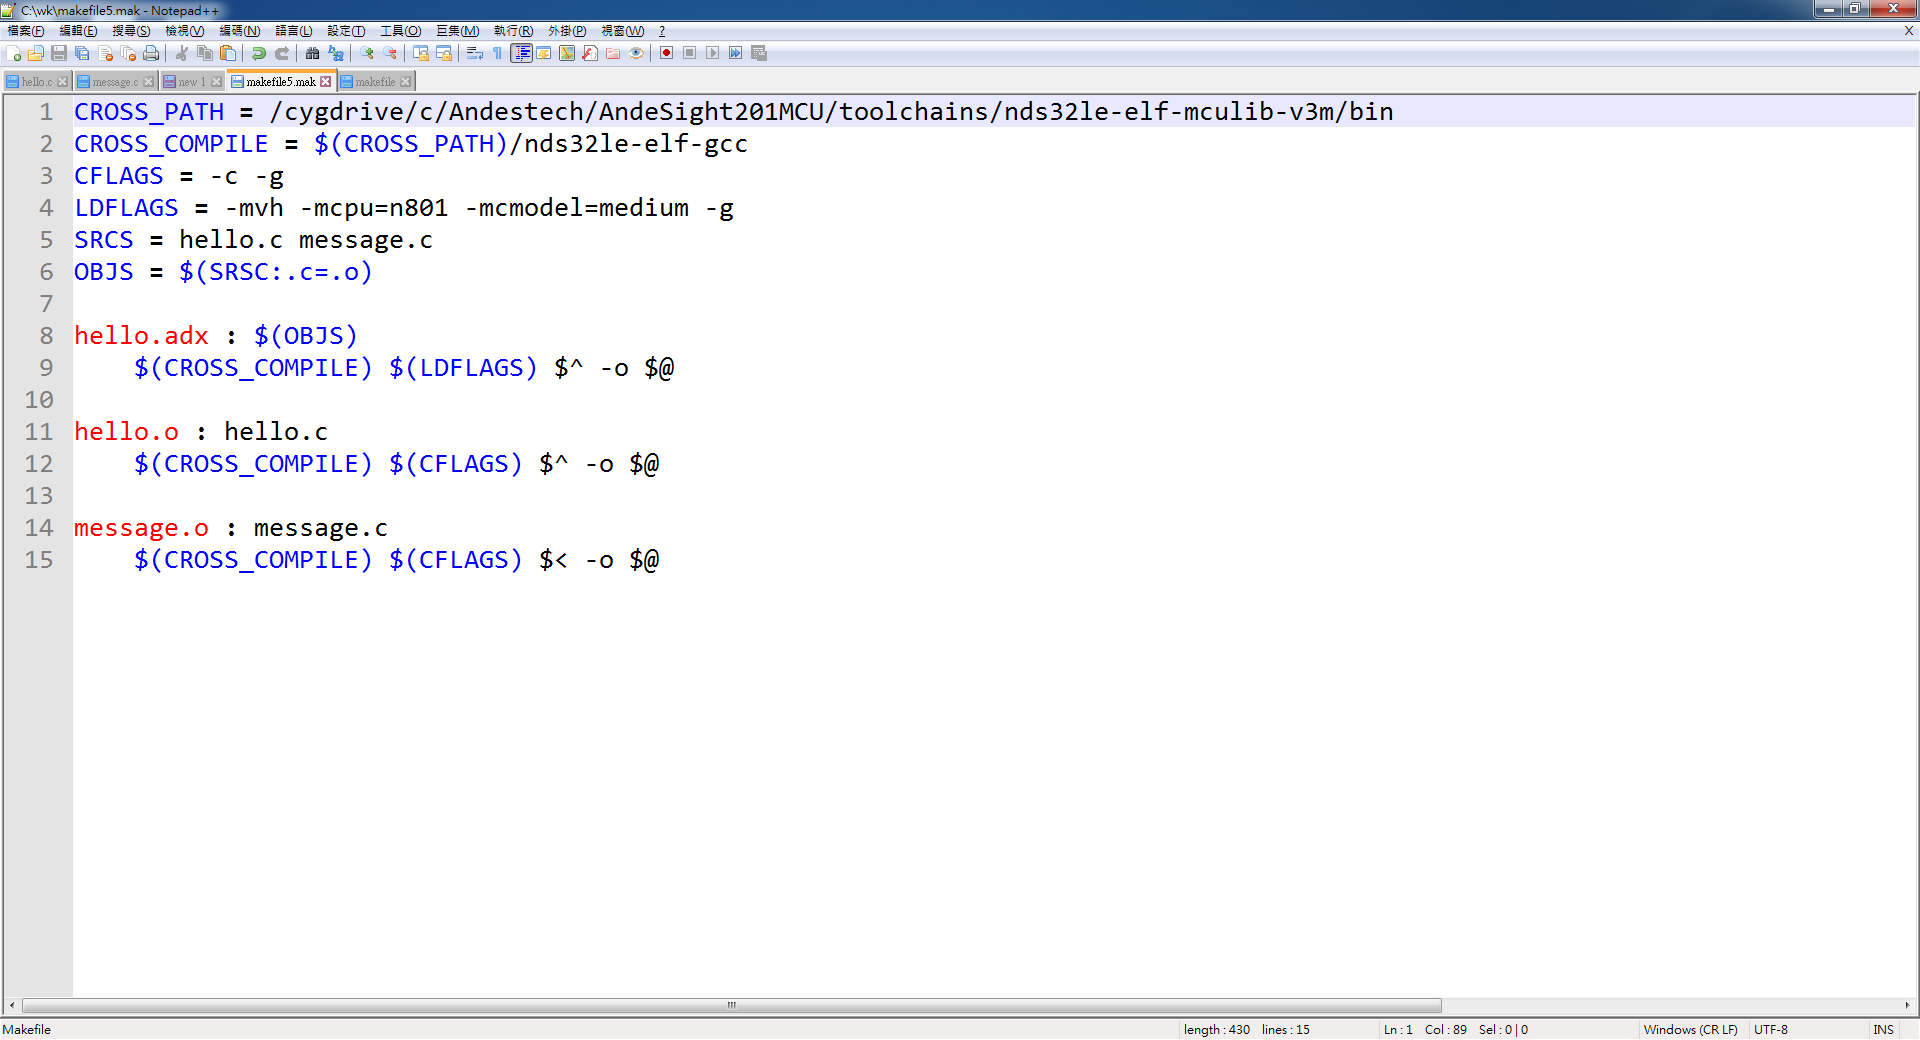 C:\wk\makefile5.mak - Notepad++
檔案(F) 編輯(E) 搜尋(S) 檢視(V) 編碼(N) 語言(L) 設定(T) 工具(O) 巨集(M) 執行(R) 外掛(P) 視窗(W) ? X
hello.c message.c new 1 makefile5.mak makefile
1 CROSS_PATH = /cygdrive/c/Andestech/AndeSight201MCU/toolchains/nds32le-elf-mculib-v3m/bin
2 CROSS_COMPILE = $(CROSS_PATH)/nds32le-elf-gcc
3 CFLAGS = -c -g
4 LDFLAGS = -mvh -mcpu=n801 -mcmodel=medium -g
5 SRCS = hello.c message.c
6 OBJS = $(SRSC:.c=.o)
7
8 hello.adx : $(OBJS)
9     $(CROSS_COMPILE) $(LDFLAGS) $^ -o $@
10
11 hello.o : hello.c
12     $(CROSS_COMPILE) $(CFLAGS) $^ -o $@
13
14 message.o : message.c
15     $(CROSS_COMPILE) $(CFLAGS) $< -o $@
Makefile length : 430 lines : 15 Ln : 1 Col : 89 Sel : 0 | 0 Windows (CR LF) UTF-8 INS